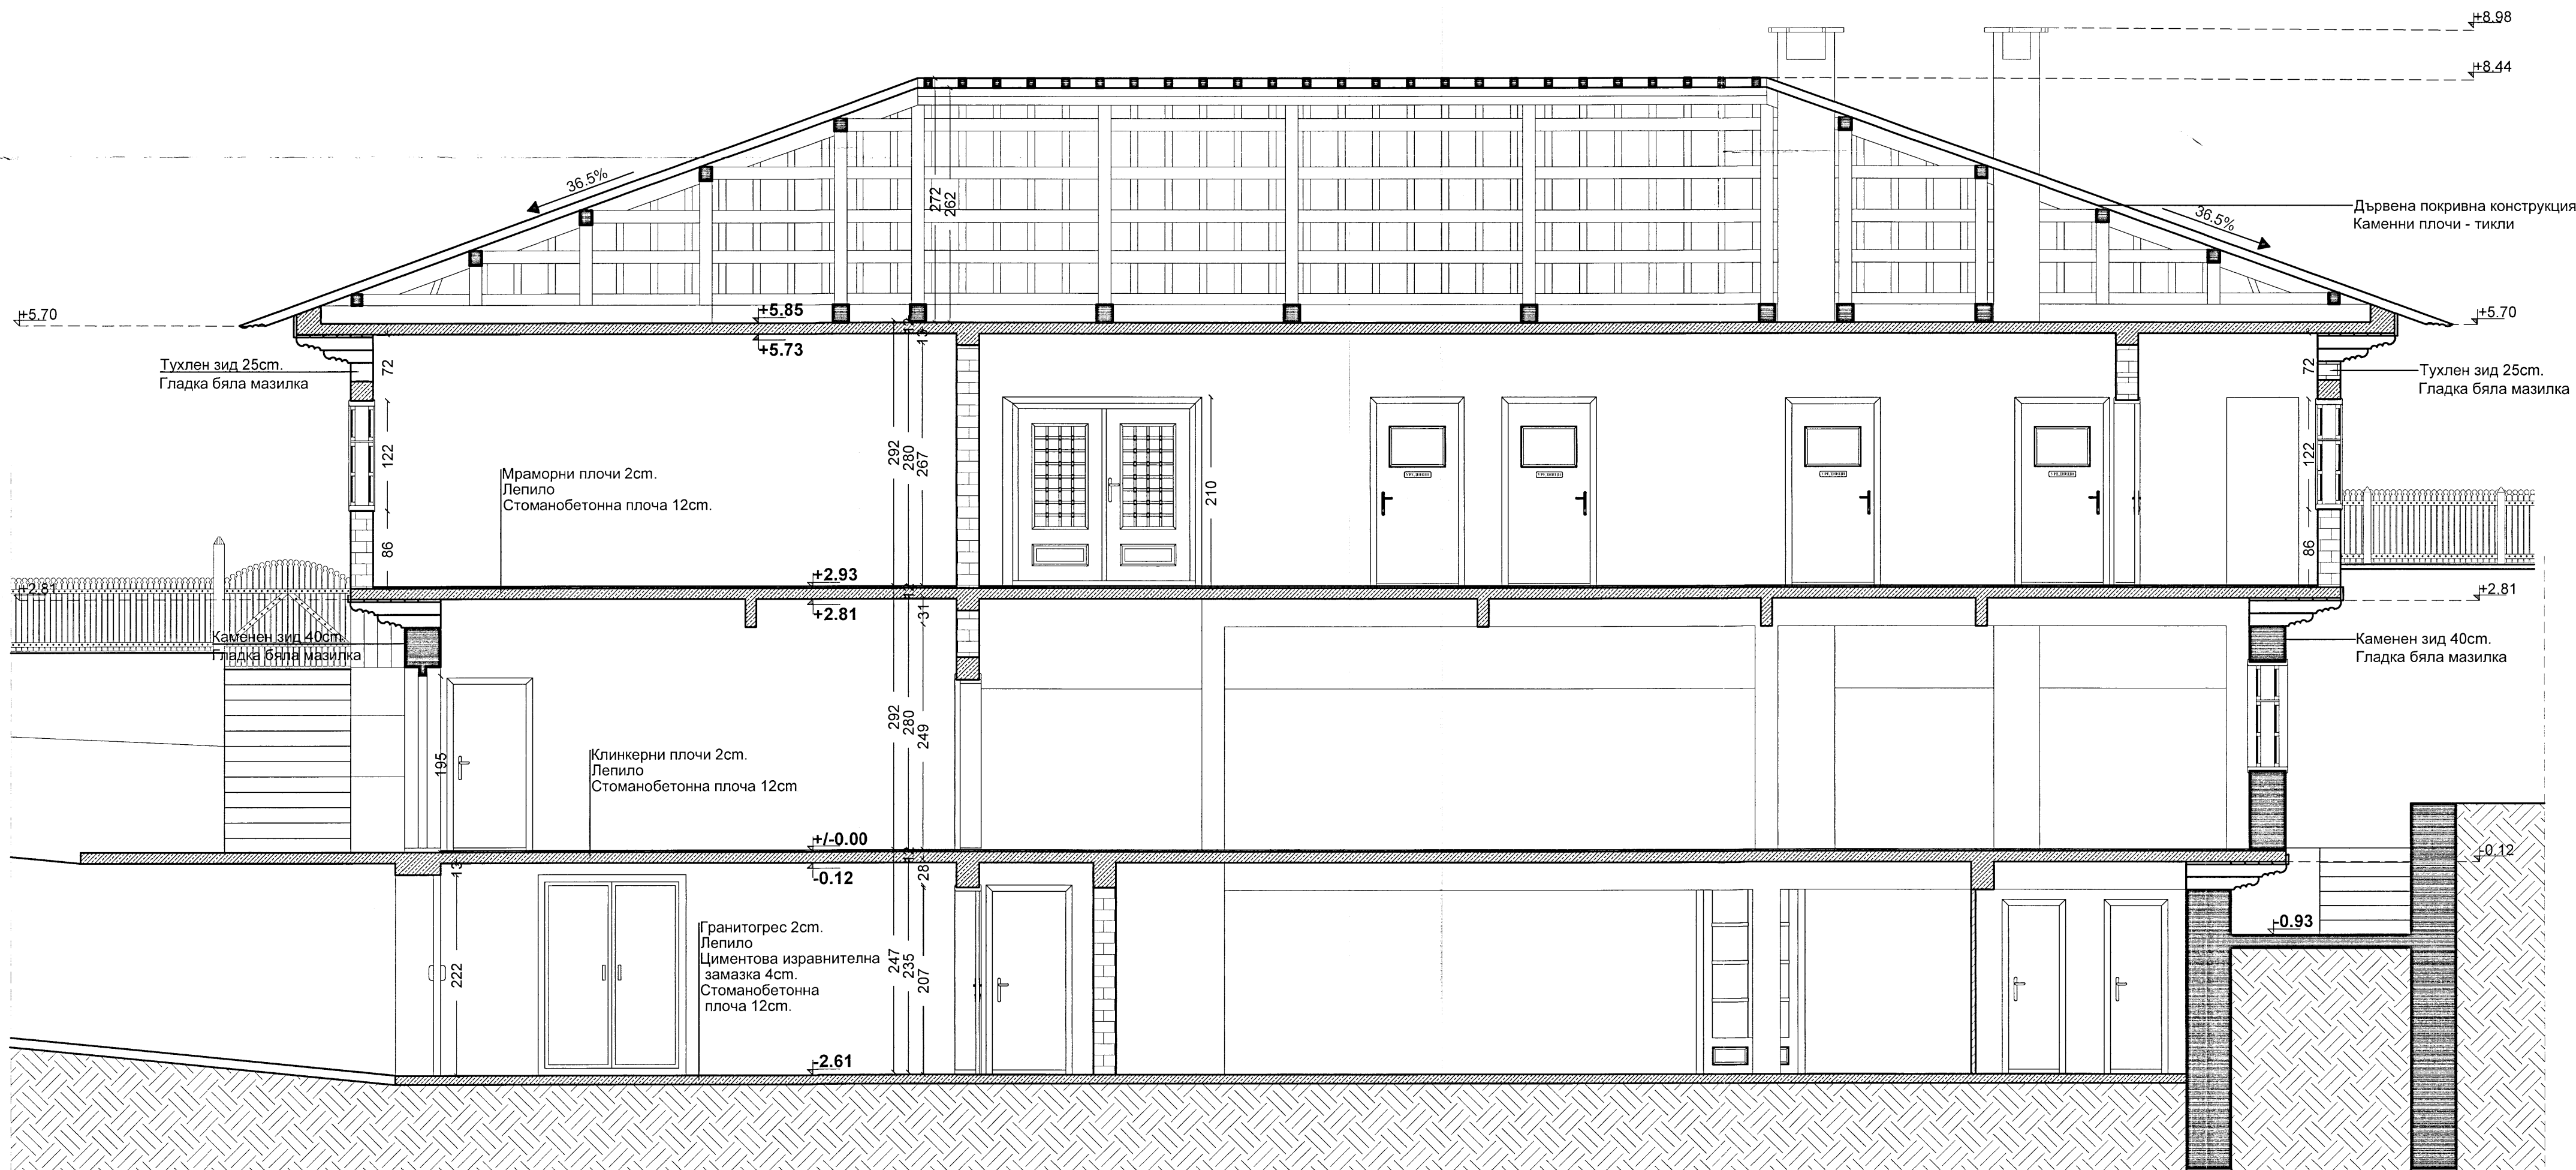 +8.98
+8.44
36.5%
272
262
36.5%
Дървена покривна конструкция
Каменни плочи - тикли
+5.70
+5.85
+5.73
12
13
+5.70
Тухлен зид 25cm.
Гладка бяла мазилка
72
72
Тухлен зид 25cm.
Гладка бяла мазилка
122
292
280
267
210
122
Мраморни плочи 2cm.
Лепило
Стоманобетонна плоча 12cm.
86
86
+2.81
+2.93
+2.81
12
31
+2.81
Каменен зид 40cm.
Гладка бяла мазилка
Каменен зид 40cm.
Гладка бяла мазилка
195
292
280
249
Клинкерни плочи 2cm.
Лепило
Стоманобетонна плоча 12cm
+/-0.00
-0.12
12
28
13
-0.12
-0.93
Гранитогрес 2cm.
Лепило
Циментова изравнителна
замазка 4cm.
Стоманобетонна
плоча 12cm.
222
247
235
207
-2.61